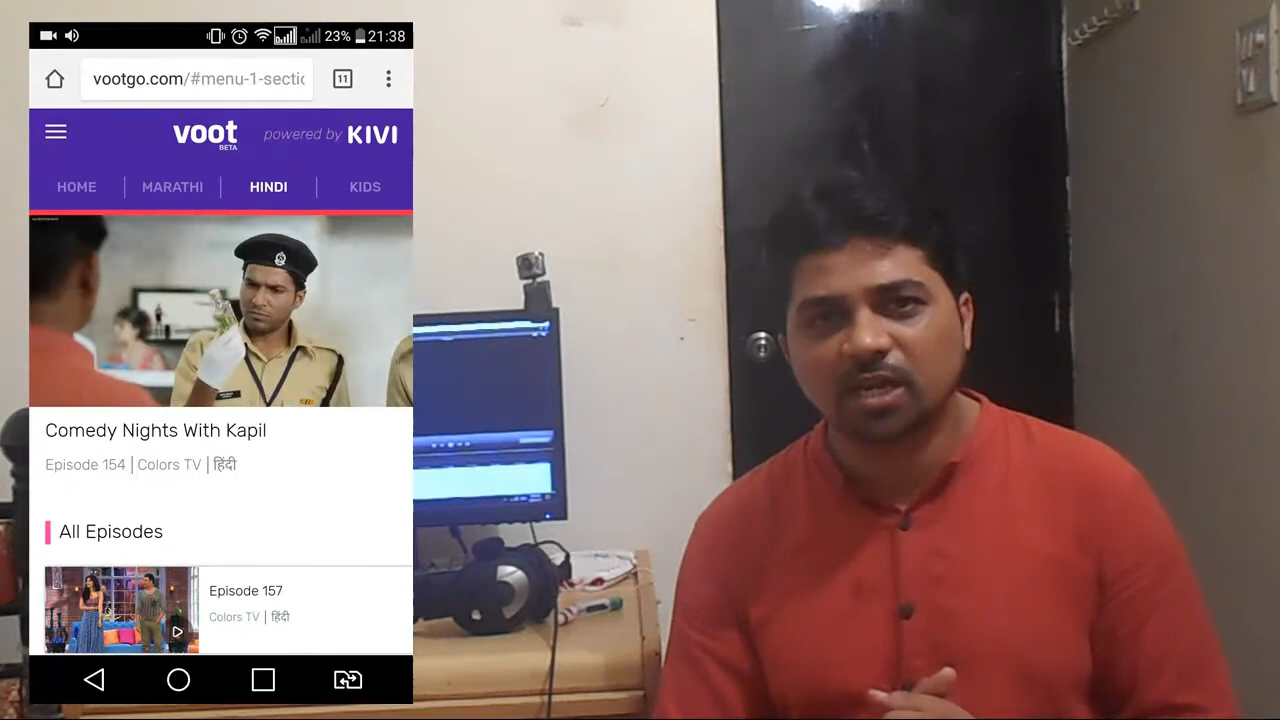 23% 21:38
vootgo.com/#menu-1-sectio
11
voot
BETA
powered by KIVI
HOME
MARATHI
HINDI
KIDS
Comedy Nights With Kapil
Episode 154 | Colors TV | हिंदी
All Episodes
Episode 157
Colors TV | हिंदी